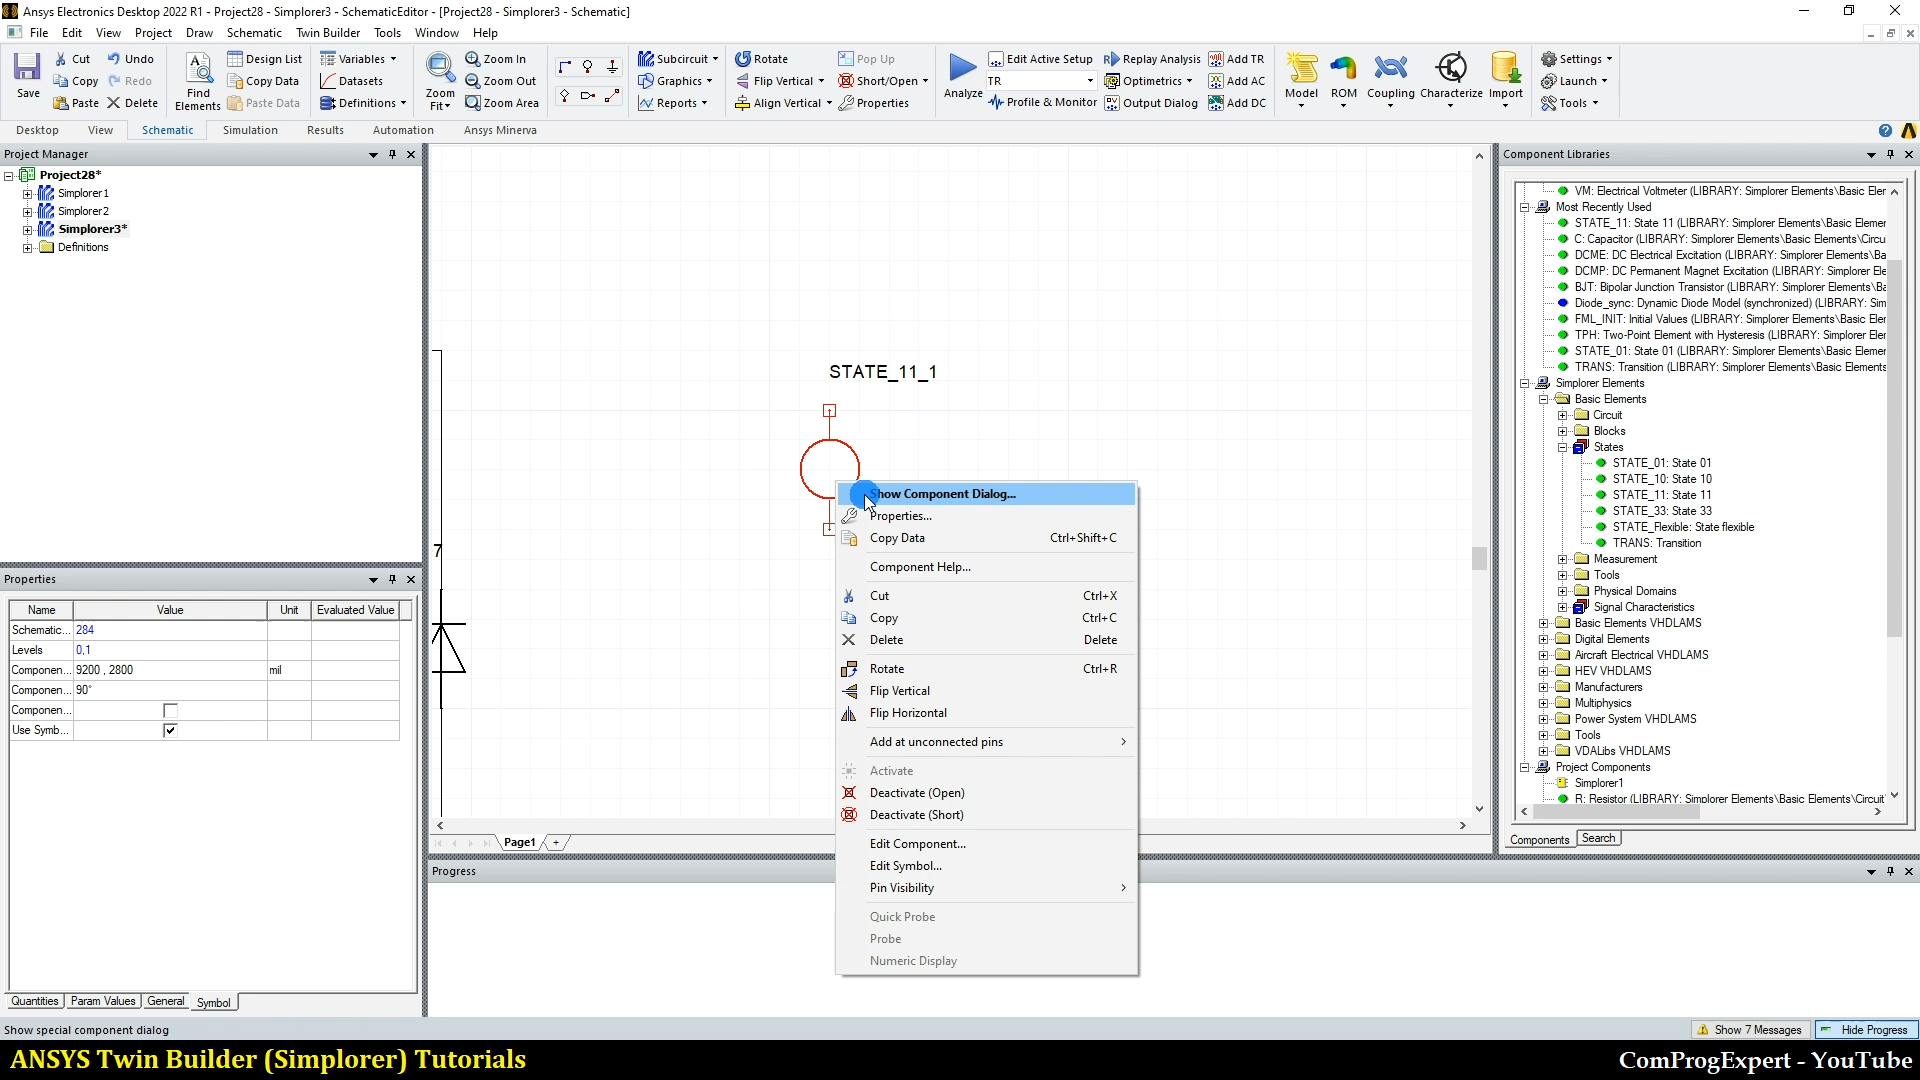 Ansys Electronics Desktop 2022 R1 - Project28 - Simplorer3 - SchematicEditor - [Project28 - Simplorer3 - Schematic]
File Edit View Project Draw Schematic Twin Builder Tools Window Help
Save
Cut
Copy
Paste
Undo
Redo
Delete
Find Elements
Design List
Copy Data
Paste Data
Variables
Datasets
Definitions
Zoom Fit
Zoom In
Zoom Out
Zoom Area
Subcircuit
Graphics
Reports
Rotate
Flip Vertical
Align Vertical
Pop Up
Short/Open
Properties
Analyze
Edit Active Setup
TR
Profile & Monitor
Replay Analysis
Optimetrics
Output Dialog
Add TR
Add AC
Add DC
Model
ROM
Coupling
Characterize
Import
Settings
Launch
Tools
Desktop View Schematic Simulation Results Automation Ansys Minerva
Project Manager
Project28*
Simplorer1
Simplorer2
Simplorer3*
Definitions
Properties
Name Value Unit Evaluated Value
Schematic... 284
Levels 0,1
Componen... 9200 , 2800 mil
Componen... 90°
Componen...
Use Symb...
Quantities Param Values General Symbol
STATE_11_1
7
Show Component Dialog...
Properties...
Copy Data Ctrl+Shift+C
Component Help...
Cut Ctrl+X
Copy Ctrl+C
Delete Delete
Rotate Ctrl+R
Flip Vertical
Flip Horizontal
Add at unconnected pins
Activate
Deactivate (Open)
Deactivate (Short)
Edit Component...
Edit Symbol...
Pin Visibility
Quick Probe
Probe
Numeric Display
Page1 +
Progress
Component Libraries
VM: Electrical Voltmeter (LIBRARY: Simplorer Elements\Basic Eler
Most Recently Used
STATE_11: State 11 (LIBRARY: Simplorer Elements\Basic Elemer
C: Capacitor (LIBRARY: Simplorer Elements\Basic Elements\Circu
DCME: DC Electrical Excitation (LIBRARY: Simplorer Elements\Ba
DCMP: DC Permanent Magnet Excitation (LIBRARY: Simplorer Ele
BJT: Bipolar Junction Transistor (LIBRARY: Simplorer Elements\Ba
Diode_sync: Dynamic Diode Model (synchronized) (LIBRARY: Sim
FML_INIT: Initial Values (LIBRARY: Simplorer Elements\Basic Eler
TPH: Two-Point Element with Hysteresis (LIBRARY: Simplorer Eler
STATE_01: State 01 (LIBRARY: Simplorer Elements\Basic Elemer
TRANS: Transition (LIBRARY: Simplorer Elements\Basic Elements
Simplorer Elements
Basic Elements
Circuit
Blocks
States
STATE_01: State 01
STATE_10: State 10
STATE_11: State 11
STATE_33: State 33
STATE_Flexible: State flexible
TRANS: Transition
Measurement
Tools
Physical Domains
Signal Characteristics
Basic Elements VHDLAMS
Digital Elements
Aircraft Electrical VHDLAMS
HEV VHDLAMS
Manufacturers
Multiphysics
Power System VHDLAMS
Tools
VDALibs VHDLAMS
Project Components
Simplorer1
R: Resistor (LIBRARY: Simplorer Elements\Basic Elements\Circuit
Components Search
Show special component dialog
Show 7 Messages
Hide Progress
ANSYS Twin Builder (Simplorer) Tutorials
ComProgExpert - YouTube